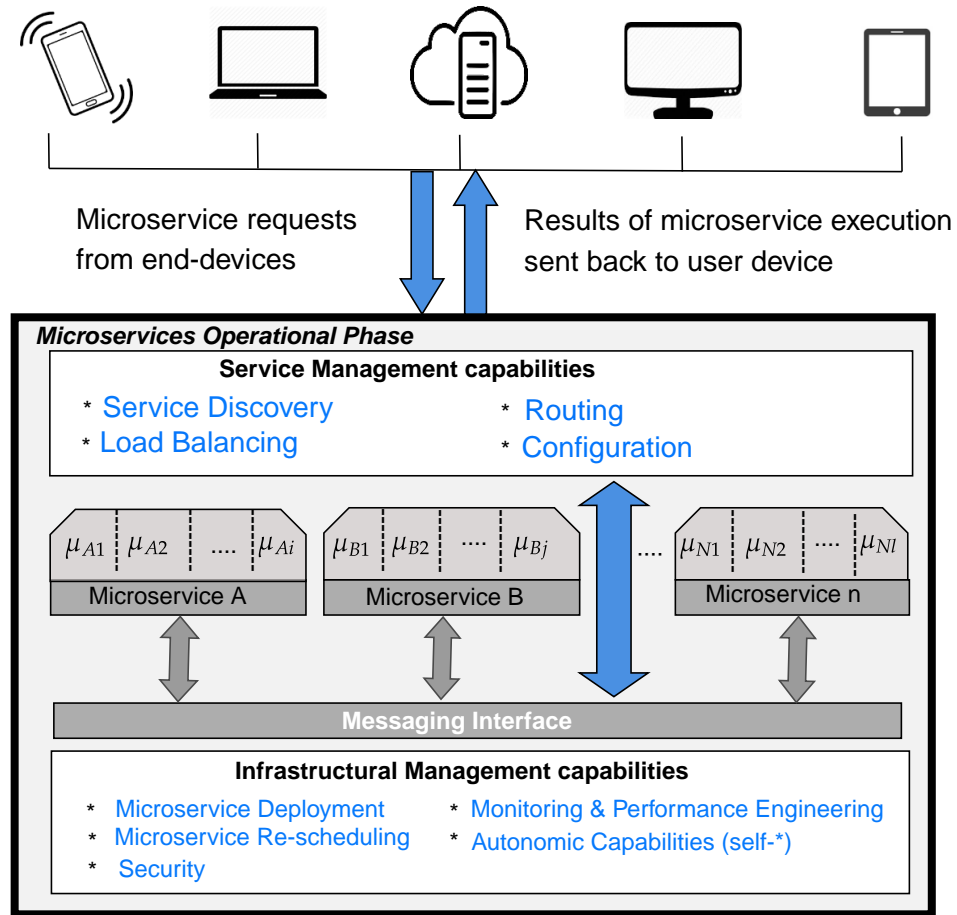 Microservice requests
from end-devices
Results of microservice execution
sent back to user device
Microservices Operational Phase
Service Management capabilities
* Service Discovery
* Load Balancing
* Routing
* Configuration
μA1 μA2 .... μAi
Microservice A
μB1 μB2 .... μBj
Microservice B
....
μN1 μN2 .... μNl
Microservice n
Messaging Interface
Infrastructural Management capabilities
* Microservice Deployment
* Microservice Re-scheduling
* Security
* Monitoring & Performance Engineering
* Autonomic Capabilities (self-*)